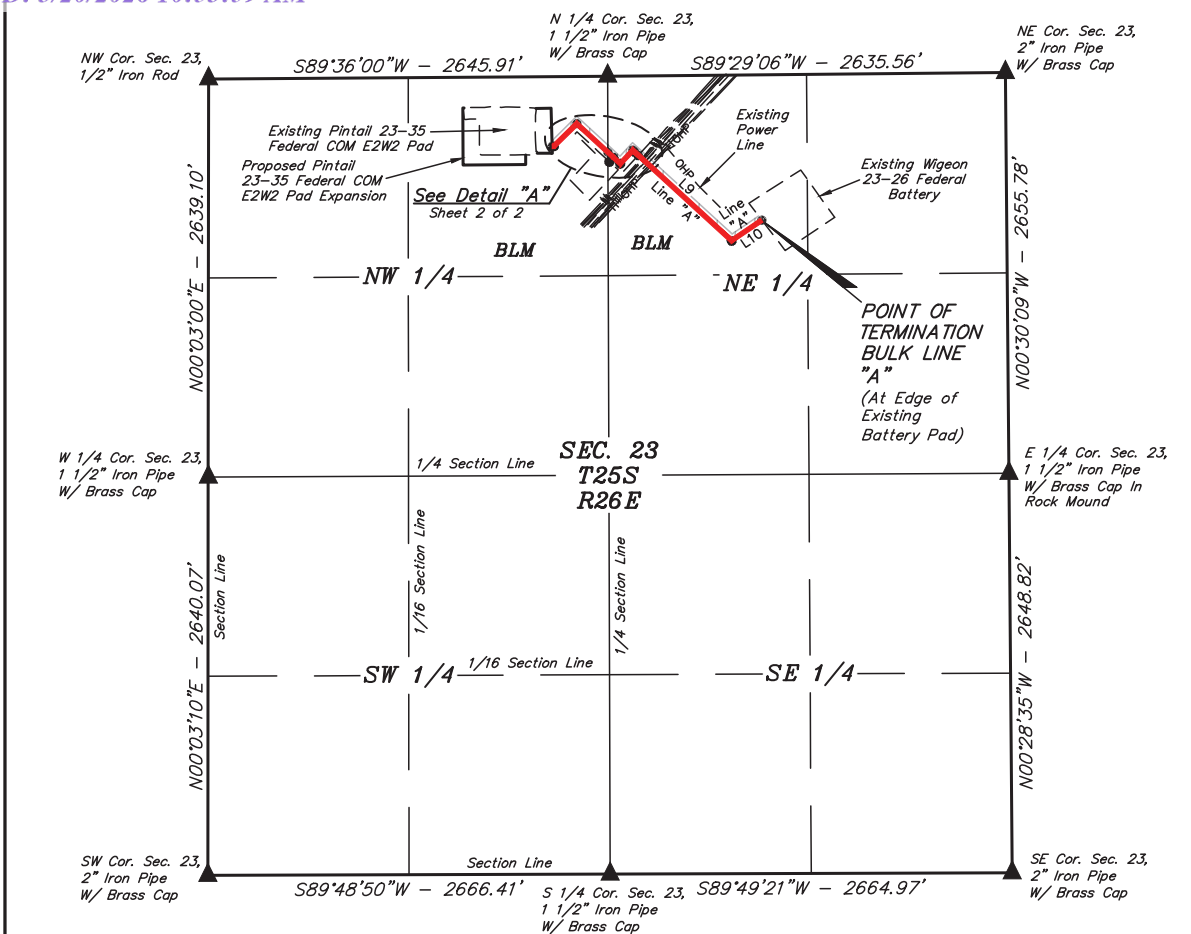 N 1/4 Cor. Sec. 23,
1 1/2" Iron Pipe
W/ Brass Cap
NE Cor. Sec. 23,
2" Iron Pipe
W/ Brass Cap
NW Cor. Sec. 23,
1/2" Iron Rod
S89°36'00"W - 2645.91'
S89°29'06"W - 2635.56'
Existing Pintail 23-35
Federal COM E2W2 Pad
Proposed Pintail
23-35 Federal COM
E2W2 Pad Expansion
See Detail "A"
Sheet 2 of 2
Existing
Power
Line
Existing Wigeon
23-26 Federal
Battery
OHP
OHP
L9
Line "A"
Line
"A"
L10
BLM
BLM
N00°03'00"E - 2639.10'
N00°30'09"W - 2655.78'
NW 1/4
NE 1/4
POINT OF
TERMINATION
BULK LINE
"A"
(At Edge of
Existing
Battery Pad)
W 1/4 Cor. Sec. 23,
1 1/2" Iron Pipe
W/ Brass Cap
1/4 Section Line
SEC. 23
T25S
R26E
E 1/4 Cor. Sec. 23,
1 1/2" Iron Pipe
W/ Brass Cap In
Rock Mound
N00°03'10"E - 2640.07'
Section Line
1/16 Section Line
1/4 Section Line
N00°28'35"W - 2648.82'
SW 1/4
1/16 Section Line
SE 1/4
SW Cor. Sec. 23,
2" Iron Pipe
W/ Brass Cap
Section Line
S89°48'50"W - 2666.41'
S 1/4 Cor. Sec. 23,
1 1/2" Iron Pipe
W/ Brass Cap
S89°49'21"W - 2664.97'
SE Cor. Sec. 23,
2" Iron Pipe
W/ Brass Cap